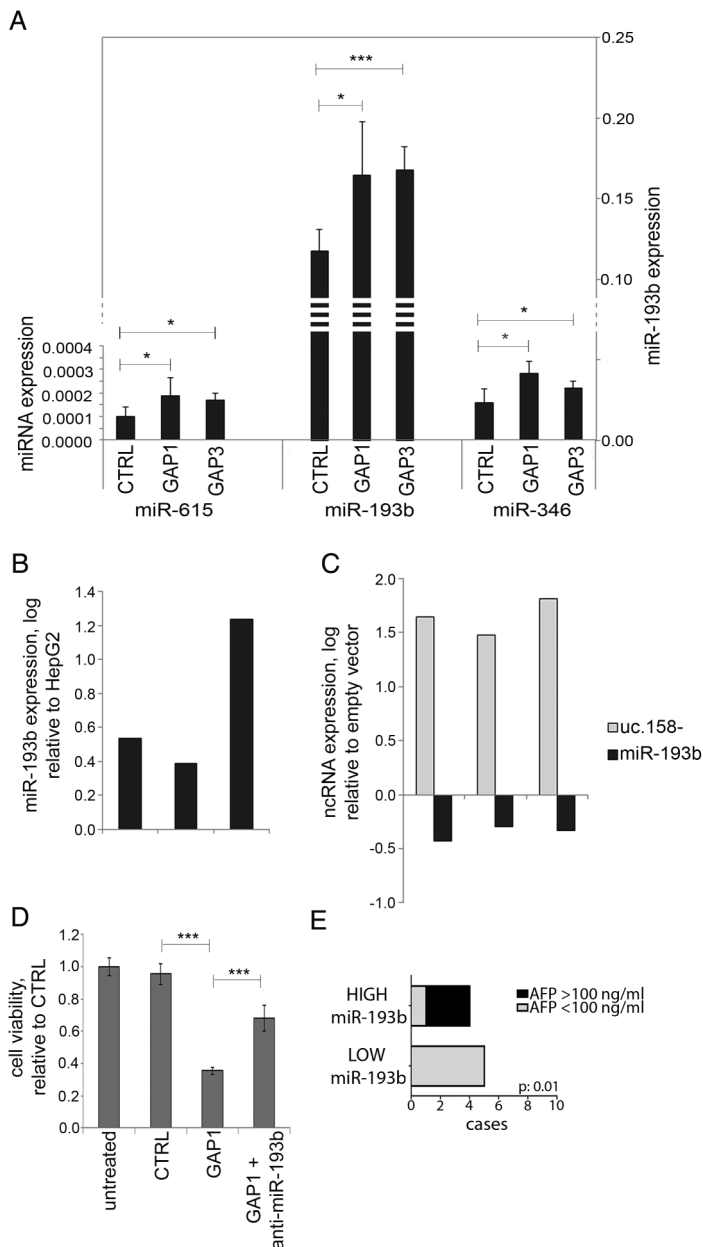 A
0.25
***
*
0.20
0.15
0.10
miR-193b expression
0.00
miRNA expression
0.0004
0.0003
0.0002
0.0001
0.0000
*
*
*
*
CTRL
GAP1
GAP3
CTRL
GAP1
GAP3
CTRL
GAP1
GAP3
miR-615
miR-193b
miR-346
B
miR-193b expression, log
relative to HepG2
1.4
1.2
1.0
0.8
0.6
0.4
0.2
0.0
C
ncRNA expression, log
relative to empty vector
2.0
1.5
1.0
0.5
0.0
-0.5
-1.0
uc.158-
miR-193b
D
cell viability,
relative to CTRL
1.2
1.0
0.8
0.6
0.4
0.2
0.0
***
***
untreated
CTRL
GAP1
GAP1 +
anti-miR-193b
E
HIGH
miR-193b
LOW
miR-193b
AFP >100 ng/ml
AFP <100 ng/ml
p: 0.01
0 2 4 6 8 10
cases